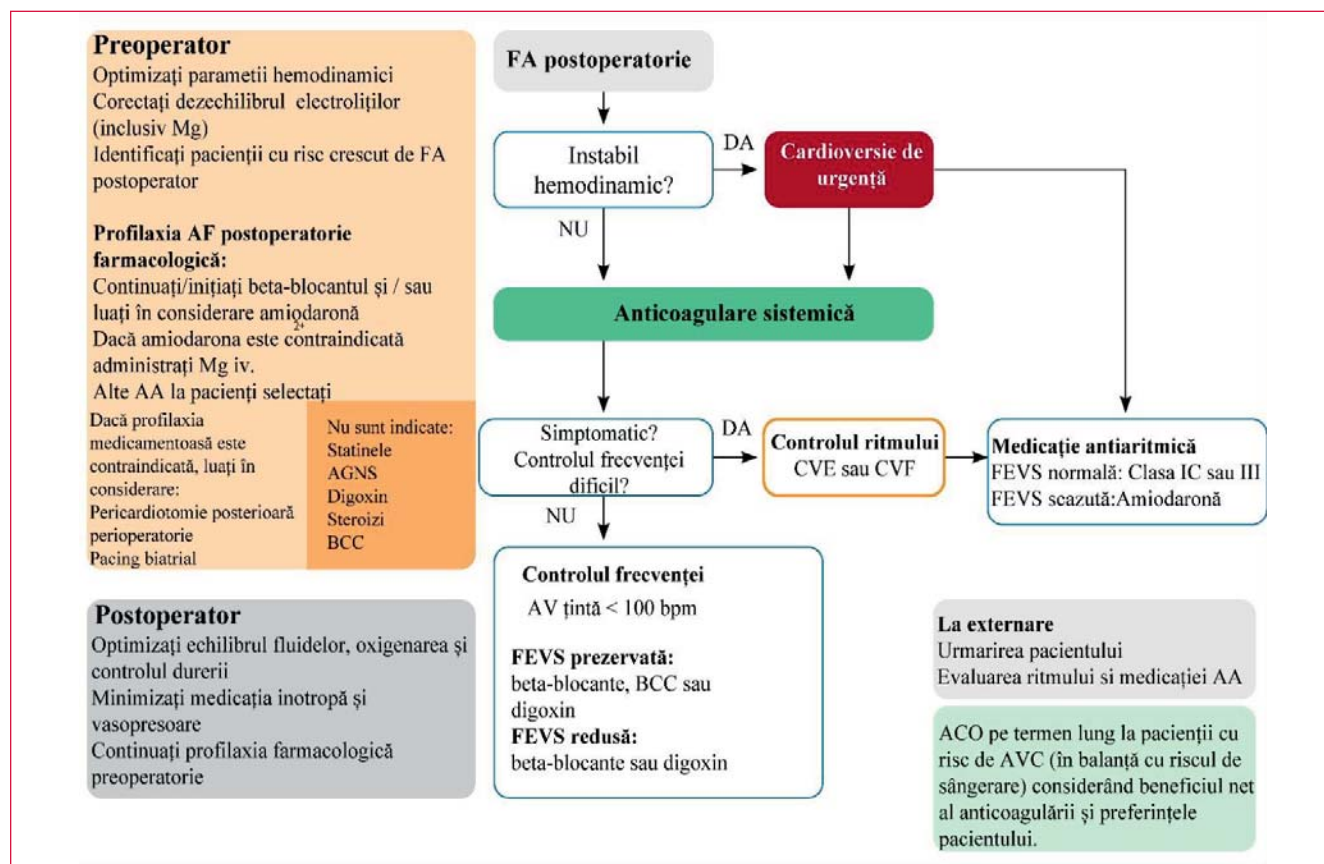 Preoperator
Optimizați parametii hemodinamici
Corectați dezechilibrul electroliților
(inclusiv Mg)
Identificați pacienții cu risc crescut de FA
postoperator
Profilaxia AF postoperatorie
farmacologică:
Continuați/inițiați beta-blocantul și / sau
luați în considerare amiodaronă
2+
Dacă amiodarona este contraindicată
administrați Mg iv.
Alte AA la pacienți selectați
Dacă profilaxia
medicamentoasă este
contraindicată, luați în
considerare:
Pericardiotomie posterioară
perioperatorie
Pacing biatrial
Nu sunt indicate:
Statinele
AGNS
Digoxin
Steroizi
BCC
Postoperator
Optimizați echilibrul fluidelor, oxigenarea și
controlul durerii
Minimizați medicația inotropă și
vasopresoare
Continuați profilaxia farmacologică
preoperatorie
FA postoperatorie
Instabil
hemodinamic?
DA
Cardioversie de
urgență
NU
Anticoagulare sistemică
Simptomatic?
Controlul frecvenței
dificil?
DA
Controlul ritmului
CVE sau CVF
Medicație antiaritmică
FEVS normală: Clasa IC sau III
FEVS scazută:Amiodaronă
NU
Controlul frecvenței
AV țintă < 100 bpm
FEVS prezervată:
beta-blocante, BCC sau
digoxin
FEVS redusă:
beta-blocante sau digoxin
La externare
Urmarirea pacientului
Evaluarea ritmului si medicației AA
ACO pe termen lung la pacienții cu
risc de AVC (în balanță cu riscul de
sângerare) considerând beneficiul net
al anticoagulării și preferințele
pacientului.